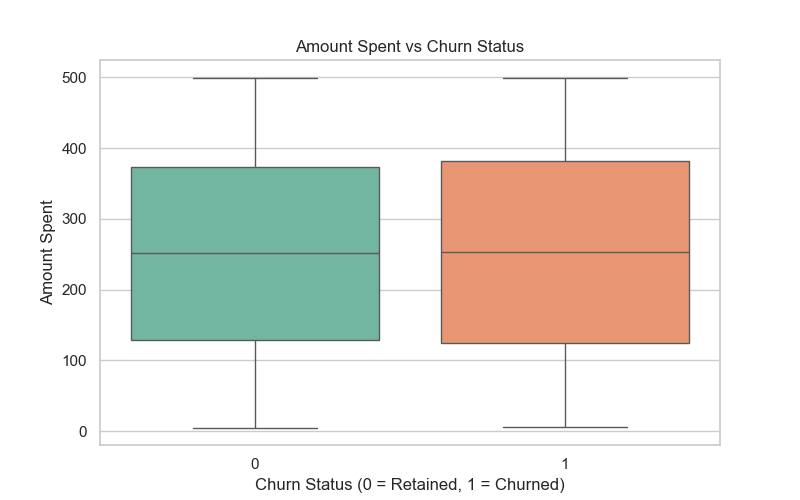 Amount Spent vs Churn Status
500
400
300
200
100
0
Amount Spent
0 1
Churn Status (0 = Retained, 1 = Churned)